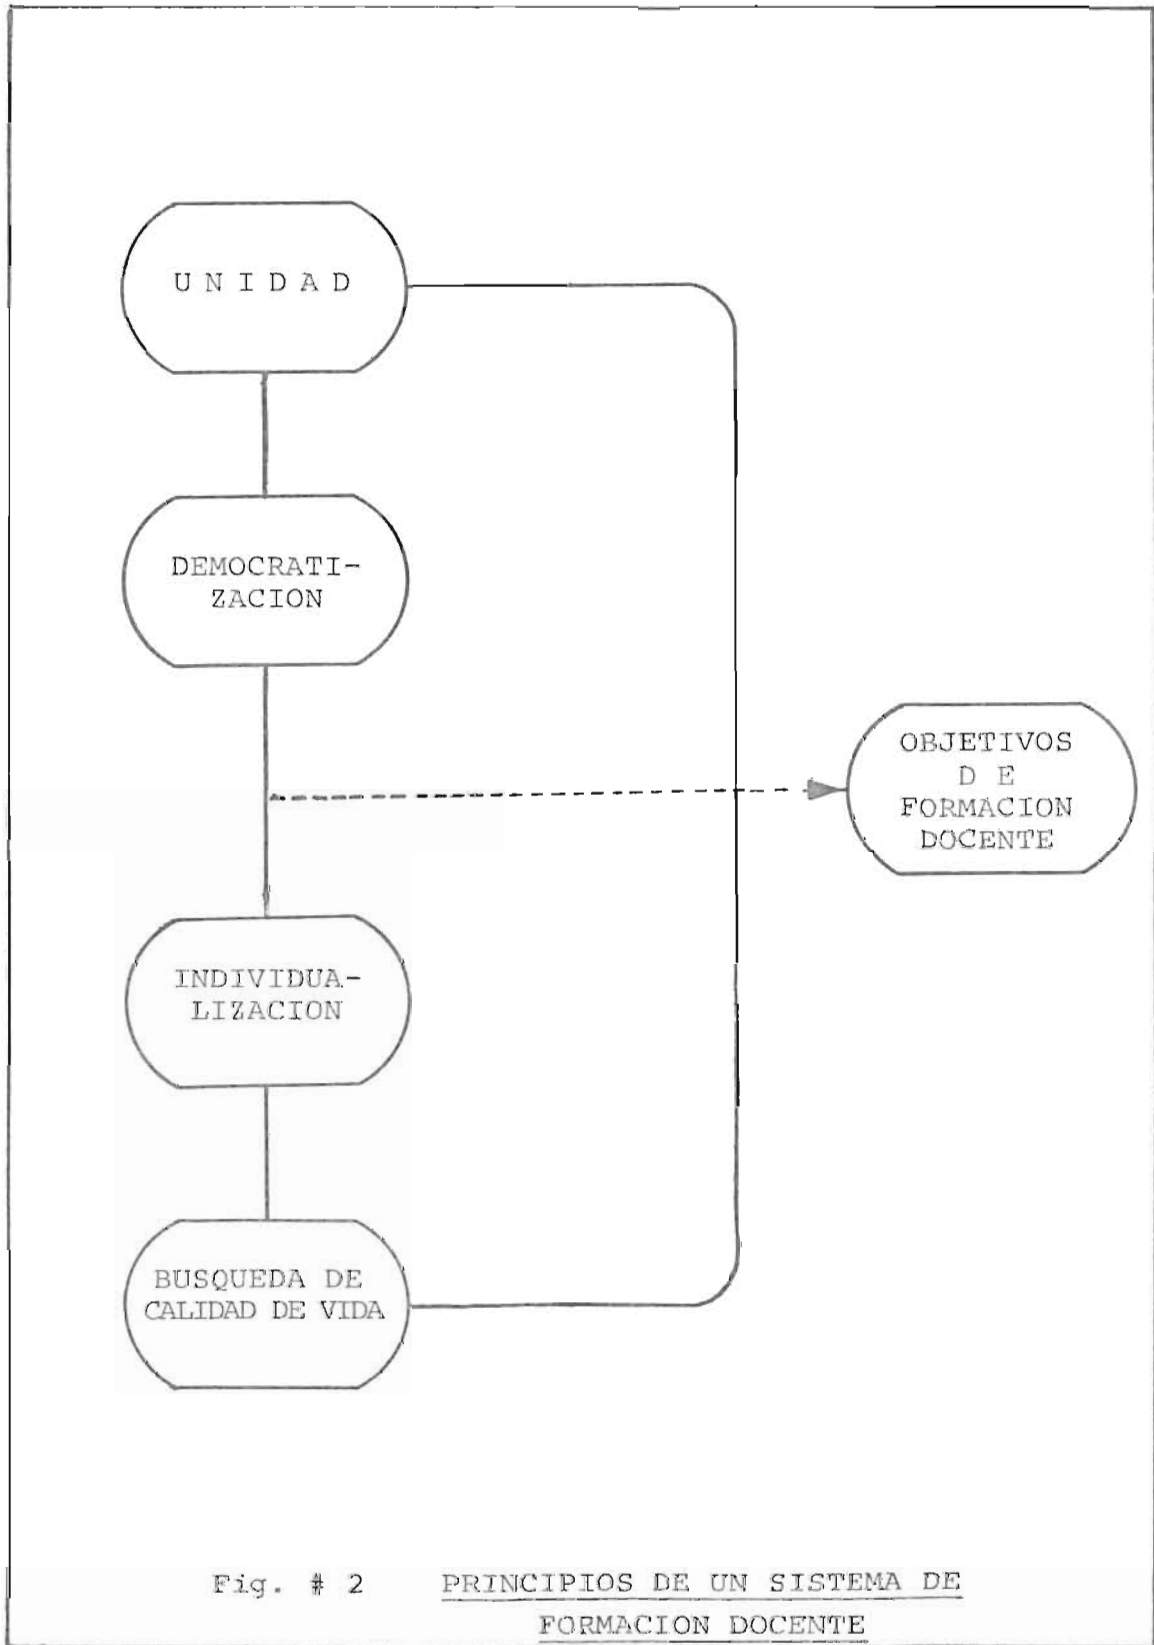 U N I D A D
DEMOCRATI-
ZACION
OBJETIVOS
D E
FORMACION
DOCENTE
INDIVIDUA-
LIZACION
BUSQUEDA DE
CALIDAD DE VIDA
Fig. # 2 PRINCIPIOS DE UN SISTEMA DE
FORMACION DOCENTE